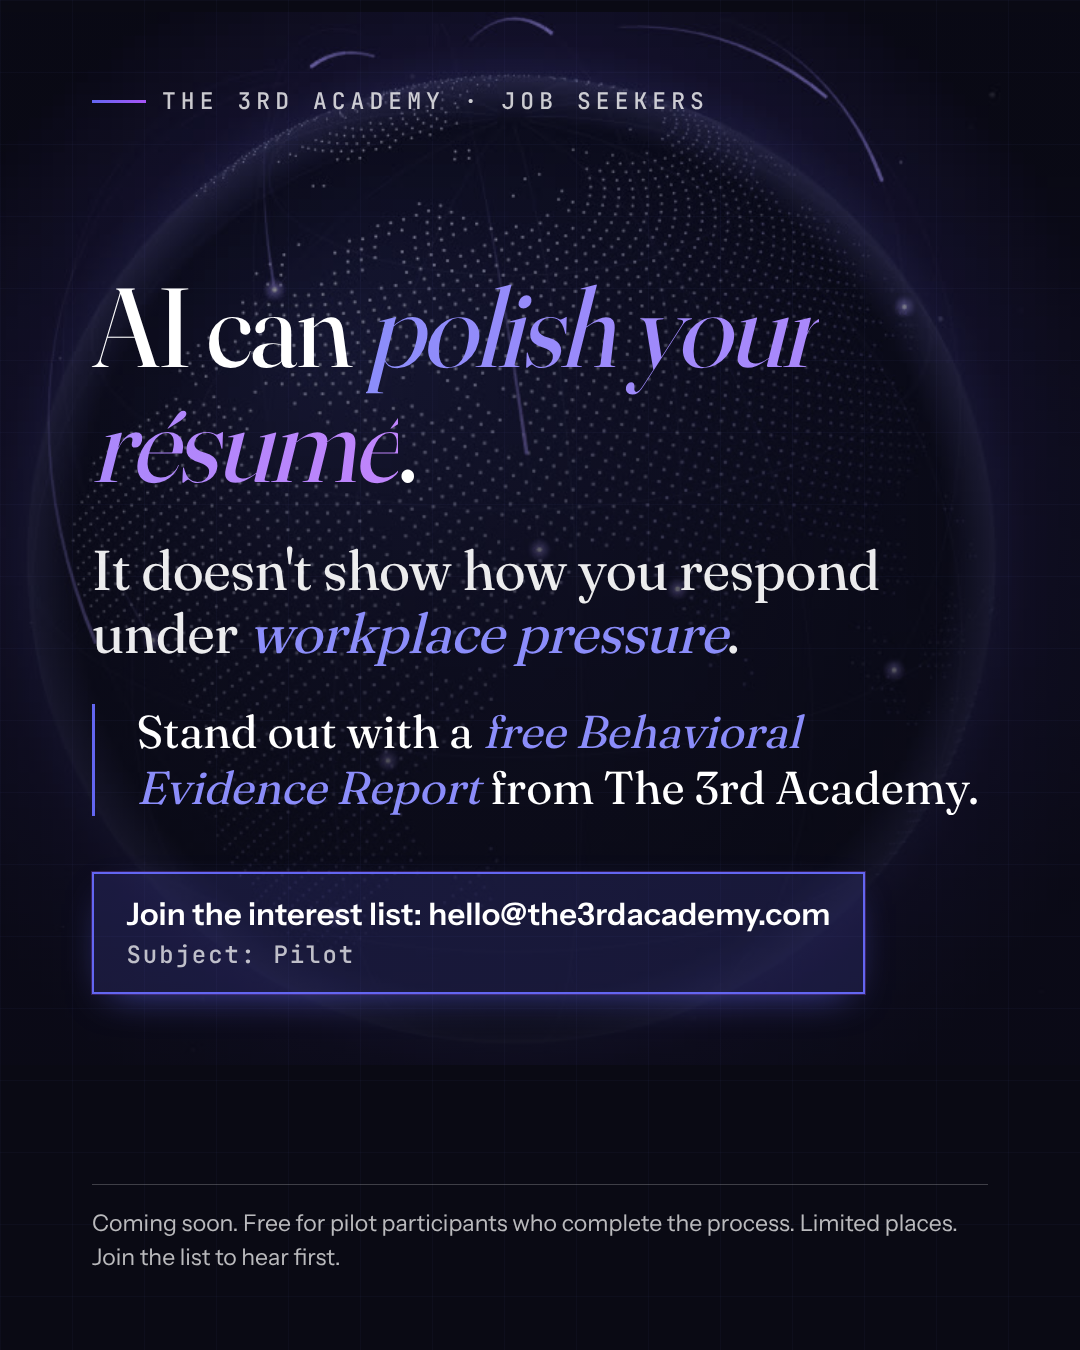 THE 3RD ACADEMY · JOB SEEKERS
AI can polish your
résumé.
It doesn't show how you respond
under workplace pressure.
Stand out with a free Behavioral
Evidence Report from The 3rd Academy.
Join the interest list: hello@the3rdacademy.com
Subject: Pilot
Coming soon. Free for pilot participants who complete the process. Limited places.
Join the list to hear first.